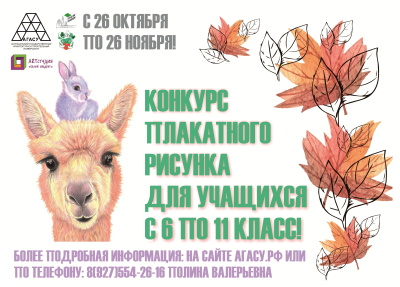 С 26 ОКТЯБРЯ
ПО 26 НОЯБРЯ!
АГАСУ
КОНКУРС
ПЛАКАТНОГО
РИСУНКА
ДЛЯ УЧАЩИХСЯ
С 6 ПО 11 КЛАСС!
БОЛЕЕ ПОДРОБНАЯ ИНФОРМАЦИЯ: НА САЙТЕ АГАСУ.РФ ИЛИ
ПО ТЕЛЕФОНУ: 8(927)554-26-16 ПОЛИНА ВАЛЕРЬЕВНА